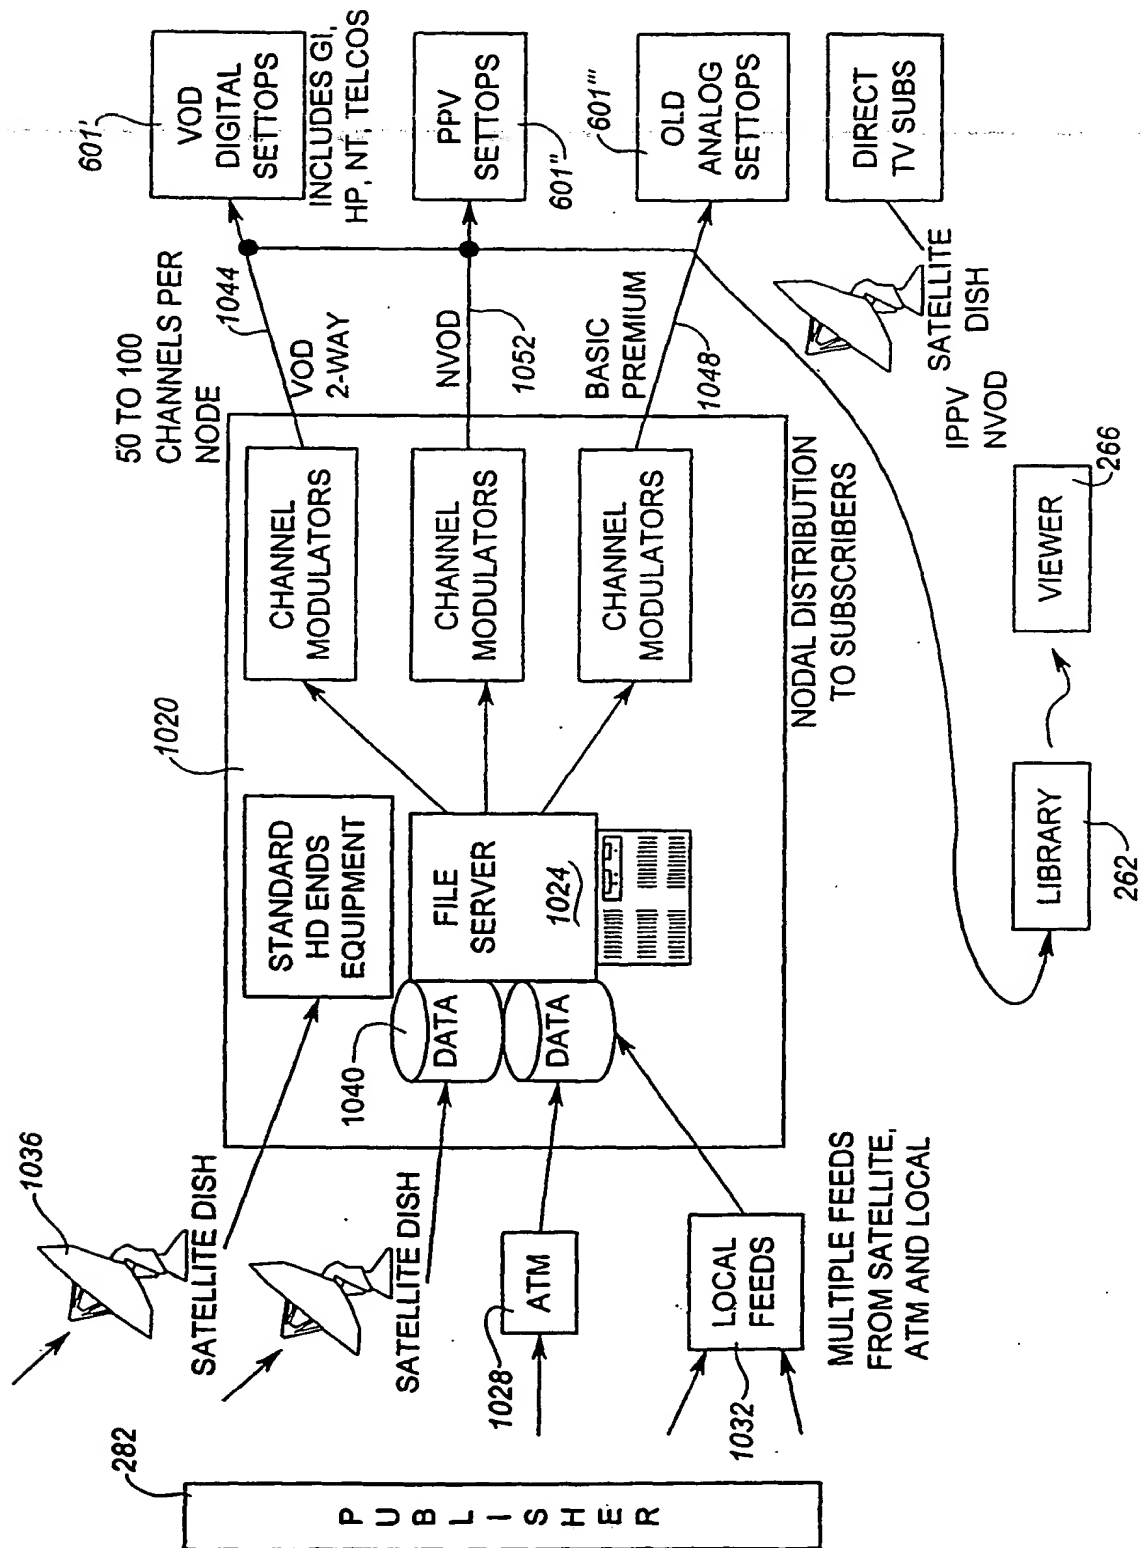 282
PUBLISHER
1036
SATELLITE DISH
SATELLITE DISH
1028
ATM
1032
LOCAL
FEEDS
MULTIPLE FEEDS
FROM SATELLITE,
ATM AND LOCAL
1020
STANDARD
HD ENDS
EQUIPMENT
1040
DATA
DATA
FILE
SERVER
1024
CHANNEL
MODULATORS
CHANNEL
MODULATORS
CHANNEL
MODULATORS
NODAL DISTRIBUTION
TO SUBSCRIBERS
50 TO 100
CHANNELS PER
NODE
1044
VOD
2-WAY
NVOD
1052
BASIC
PREMIUM
1048
601'
VOD
DIGITAL
SETTOPS
INCLUDES GI,
HP, NT, TELCOS
PPV
SETTOPS
601"
601'''
OLD
ANALOG
SETTOPS
DIRECT
TV SUBS
SATELLITE
DISH
IPPV
NVOD
LIBRARY
262
VIEWER
266